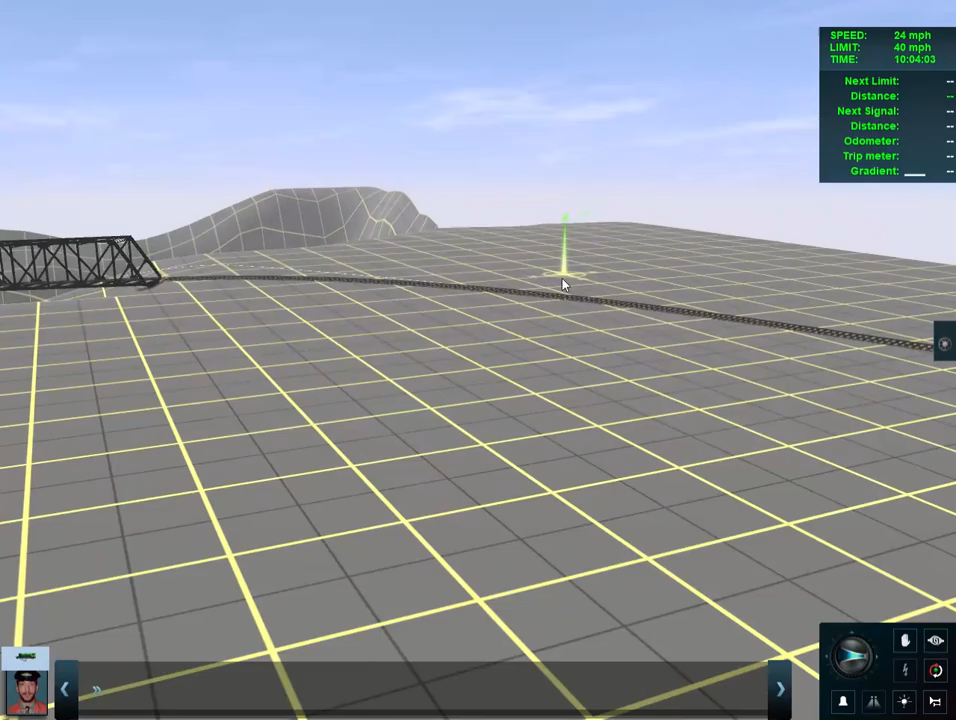 SPEED: 24 mph
LIMIT: 40 mph
TIME: 10:04:03
Next Limit: --
Distance: --
Next Signal: --
Distance: --
Odometer: --
Trip meter: --
Gradient: --